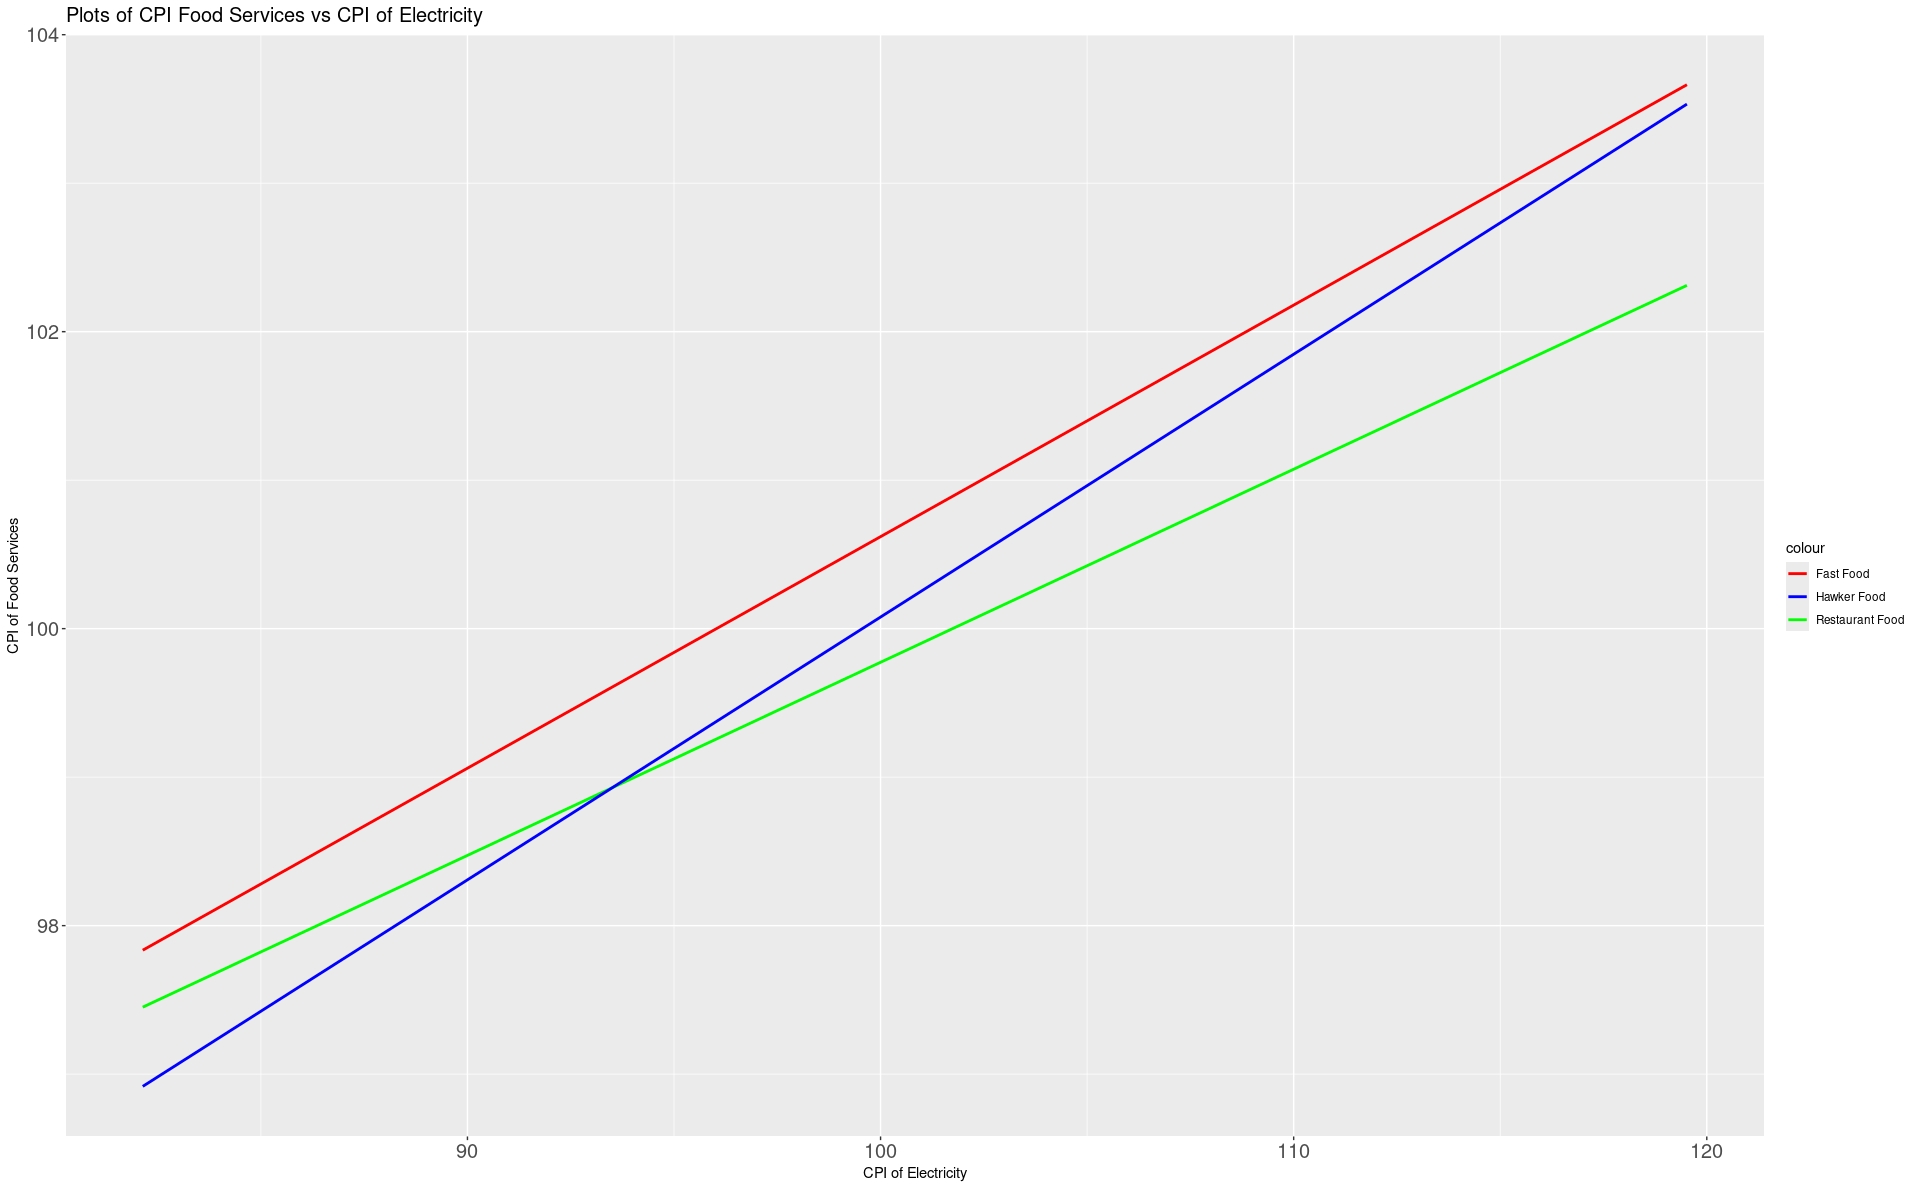 Plots of CPI Food Services vs CPI of Electricity
104
102
100
98
CPI of Food Services
90
100
110
120
CPI of Electricity
colour
Fast Food
Hawker Food
Restaurant Food